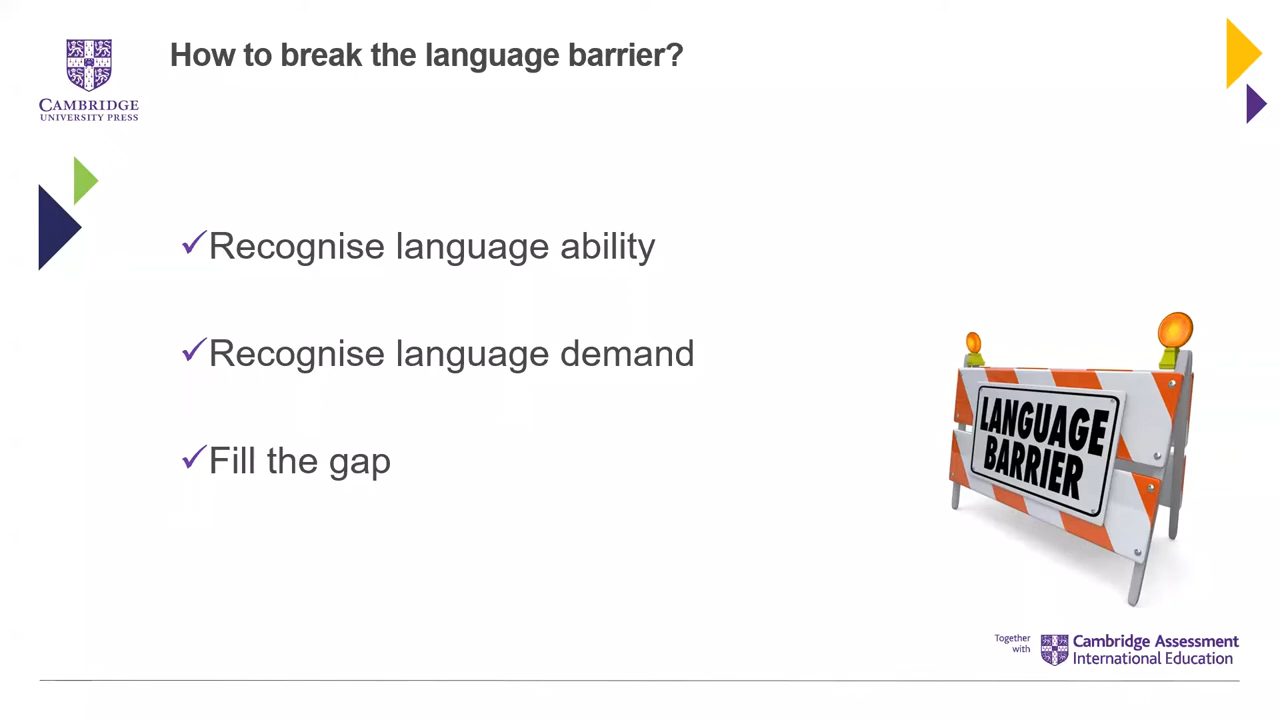 How to break the language barrier?
CAMBRIDGE
UNIVERSITY PRESS
✓Recognise language ability
✓Recognise language demand
✓Fill the gap
LANGUAGE
BARRIER
Together
with
Cambridge Assessment
International Education